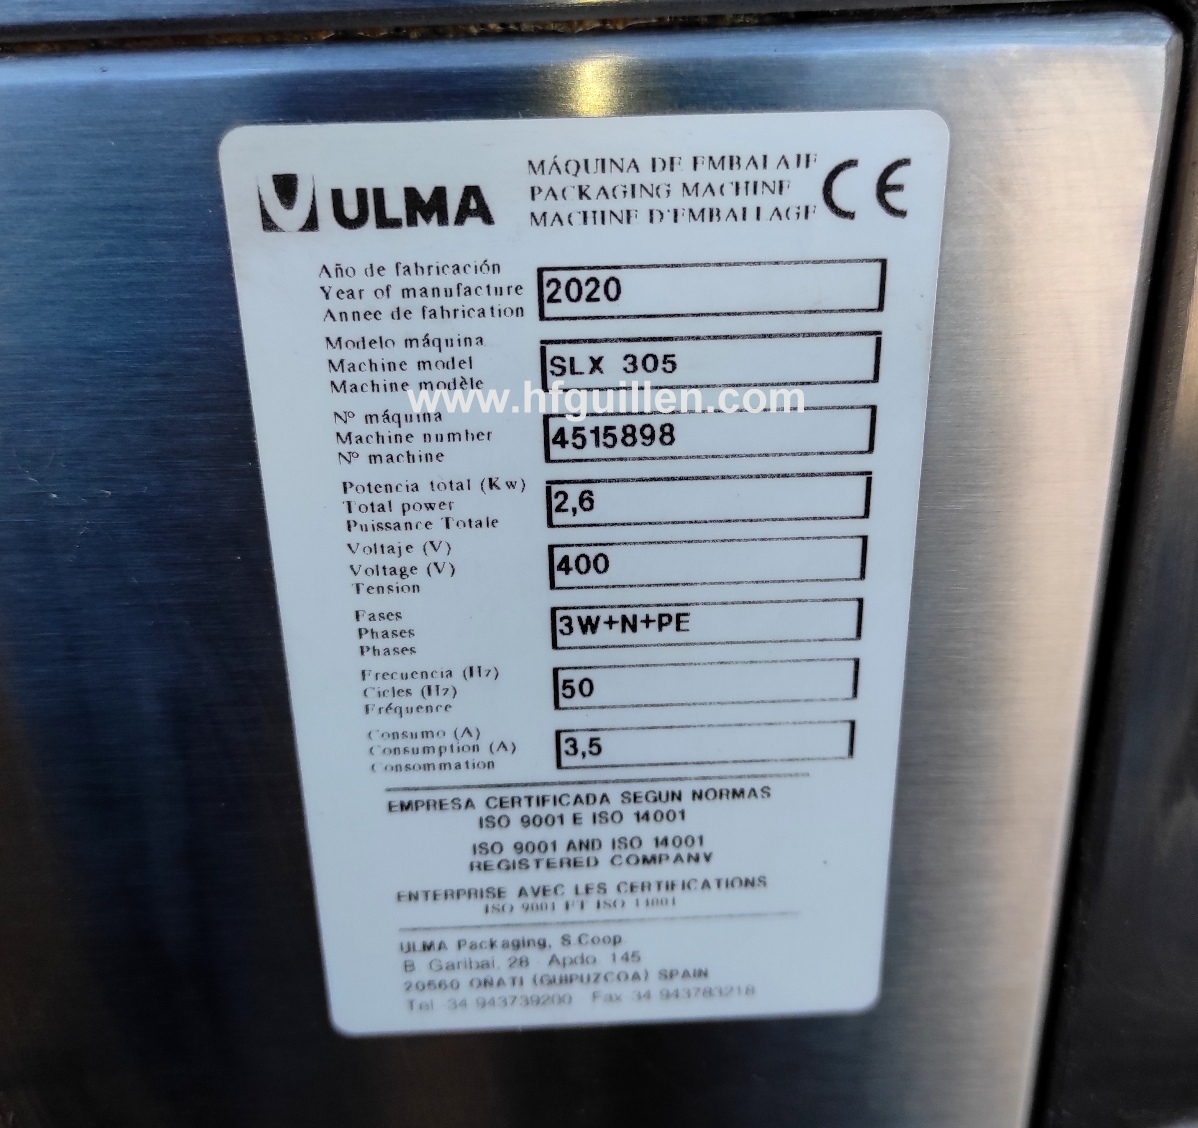 ULMA
MÁQUINA DE EMBALAJE
PACKAGING MACHINE
MACHINE D'EMBALLAGE
CE
Año de fabricación
Year of manufacture
Annee de fabrication
2020
Modelo máquina
Machine model
Machine modèle
SLX 305
www.hfguillen.com
Nº máquina
Machine number
Nº machine
4515898
Potencia total (Kw)
Total power
Puissance Totale
2,6
Voltaje (V)
Voltage (V)
Tension
400
Fases
Phases
Phases
3W+N+PE
Frecuencia (Hz)
Cicles (Hz)
Fréquence
50
Consumo (A)
Consumption (A)
Consommation
3,5
EMPRESA CERTIFICADA SEGUN NORMAS
ISO 9001 E ISO 14001
ISO 9001 AND ISO 14001
REGISTERED COMPANY
ENTERPRISE AVEC LES CERTIFICATIONS
ISO 9001 ET ISO 14001
ULMA Packaging, S.Coop
B Garibai, 28 Apdo 145
20560 OÑATI (GUIPUZCOA) SPAIN
Tel 34 943739200 Fax 34 943783218